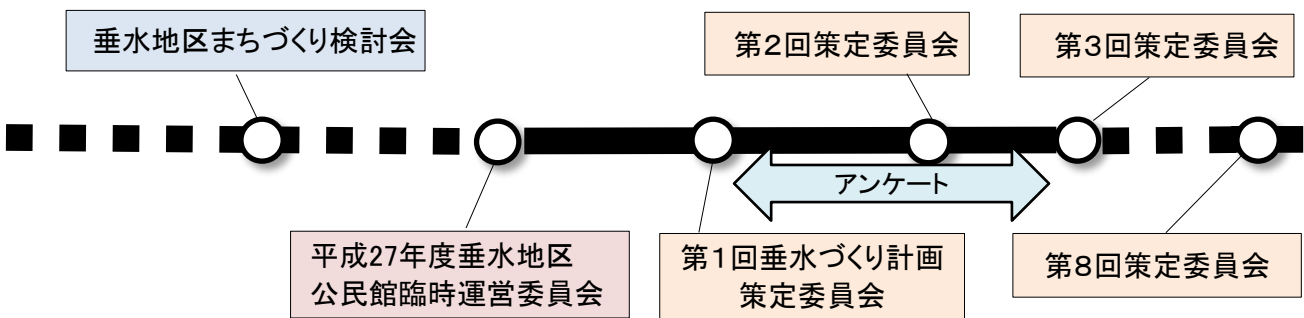 垂水地区まちづくり検討会
第2回策定委員会
第3回策定委員会
アンケート
平成27年度垂水地区
公民館臨時運営委員会
第1回垂水づくり計画
策定委員会
第8回策定委員会